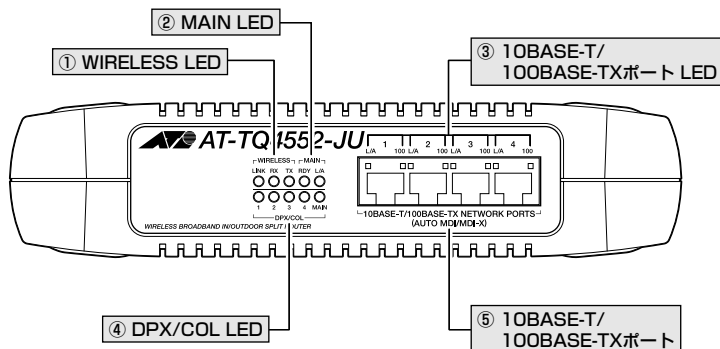 ② MAIN LED
① WIRELESS LED
③ 10BASE-T/
100BASE-TXポート LED
AT-TQ4552-JU
1 2 3 4
L/A 100 L/A 100 L/A 100 L/A 100
WIRELESS MAIN
LINK RX TX RDY L/A
1 2 3 4 MAIN
DPX/COL
10BASE-T/100BASE-TX NETWORK PORTS
(AUTO MDI/MDI-X)
WIRELESS BROADBAND IN/OUTDOOR SPLIT ROUTER
④ DPX/COL LED
⑤ 10BASE-T/
100BASE-TXポート